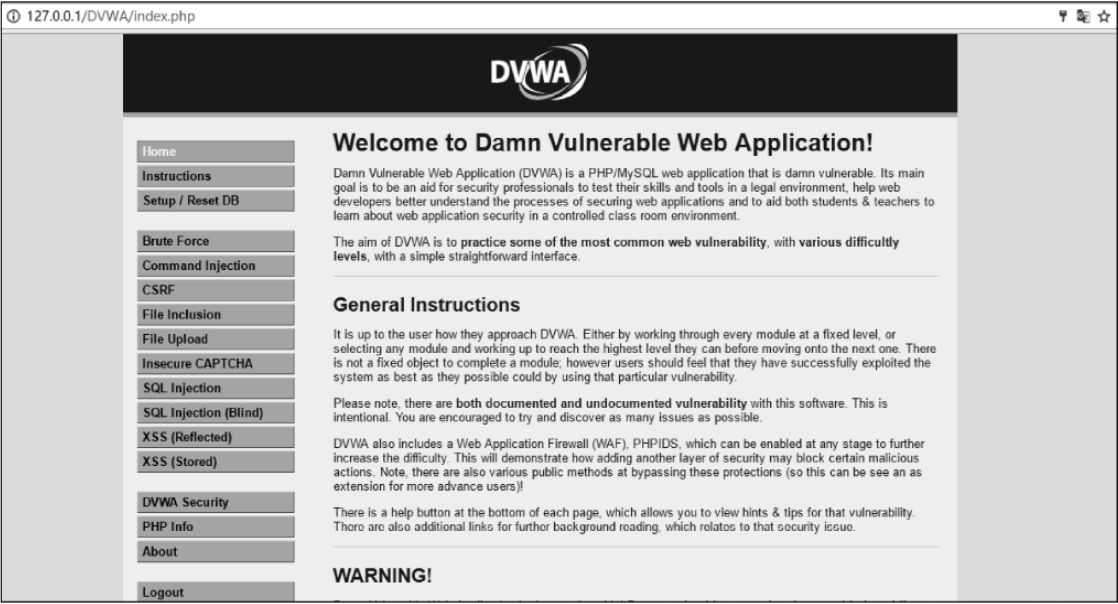 127.0.0.1/DVWA/index.php
DVWA
Home
Instructions
Setup / Reset DB
Brute Force
Command Injection
CSRF
File Inclusion
File Upload
Insecure CAPTCHA
SQL Injection
SQL Injection (Blind)
XSS (Reflected)
XSS (Stored)
DVWA Security
PHP Info
About
Logout
Welcome to Damn Vulnerable Web Application!
Damn Vulnerable Web Application (DVWA) is a PHP/MySQL web application that is damn vulnerable. Its main
goal is to be an aid for security professionals to test their skills and tools in a legal environment, help web
developers better understand the processes of securing web applications and to aid both students & teachers to
learn about web application security in a controlled class room environment.
The aim of DVWA is to practice some of the most common web vulnerability, with various difficultly
levels, with a simple straightforward interface.
General Instructions
It is up to the user how they approach DVWA. Either by working through every module at a fixed level, or
selecting any module and working up to reach the highest level they can before moving onto the next one. There
is not a fixed object to complete a module; however users should feel that they have successfully exploited the
system as best as they possible could by using that particular vulnerability.
Please note, there are both documented and undocumented vulnerability with this software. This is
intentional. You are encouraged to try and discover as many issues as possible.
DVWA also includes a Web Application Firewall (WAF), PHPIDS, which can be enabled at any stage to further
increase the difficulty. This will demonstrate how adding another layer of security may block certain malicious
actions. Note, there are also various public methods at bypassing these protections (so this can be see an as
extension for more advance users)!
There is a help button at the bottom of each page, which allows you to view hints & tips for that vulnerability.
There are also additional links for further background reading, which relates to that security issue.
WARNING!